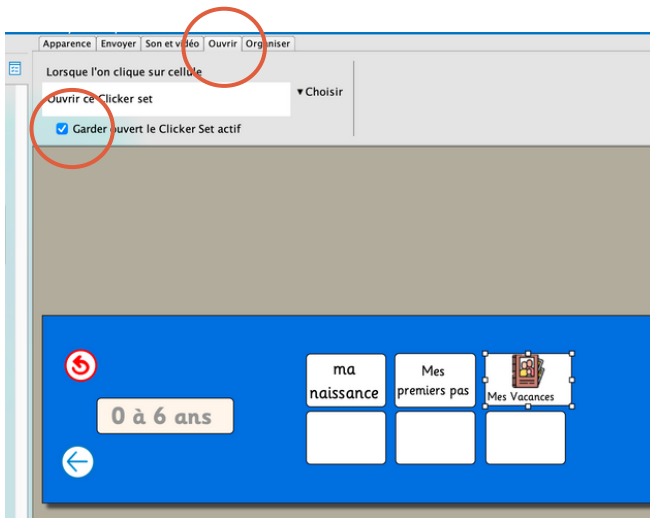 Apparence Envoyer Son et vidéo Ouvrir Organiser
Lorsque l'on clique sur cellule
Ouvrir ce Clicker set
▼Choisir
Garder ouvert le Clicker Set actif
ma
naissance
Mes
premiers pas
Mes Vacances
0 à 6 ans